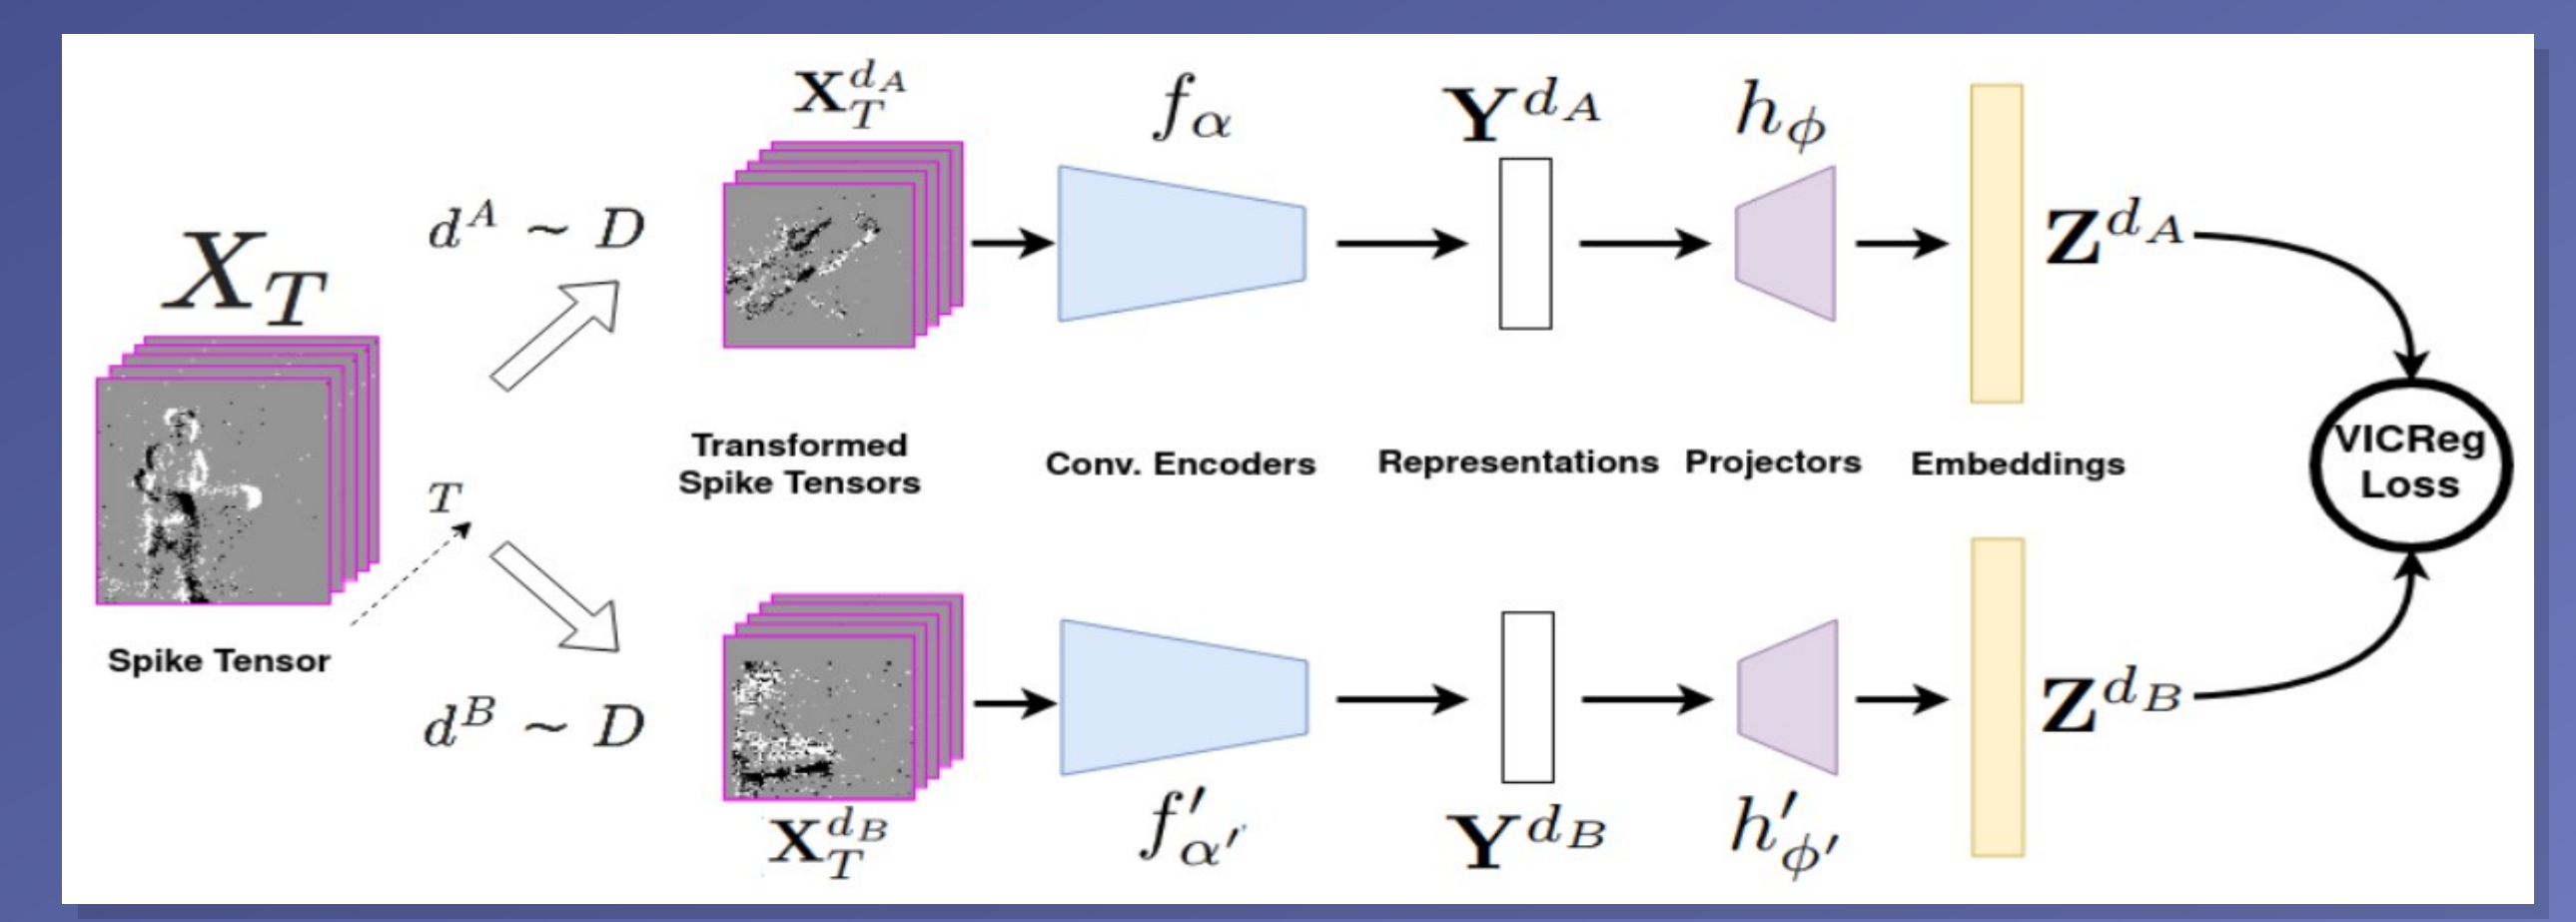 X_T
Spike Tensor
T
d^A ~ D
d^B ~ D
X_T^{d_A}
Transformed
Spike Tensors
X_T^{d_B}
f_α
Conv. Encoders
f'_{α'}
Y^{d_A}
Representations
Y^{d_B}
h_ϕ
Projectors
h'_{ϕ'}
Embeddings
Z^{d_A}
Z^{d_B}
VICReg
Loss